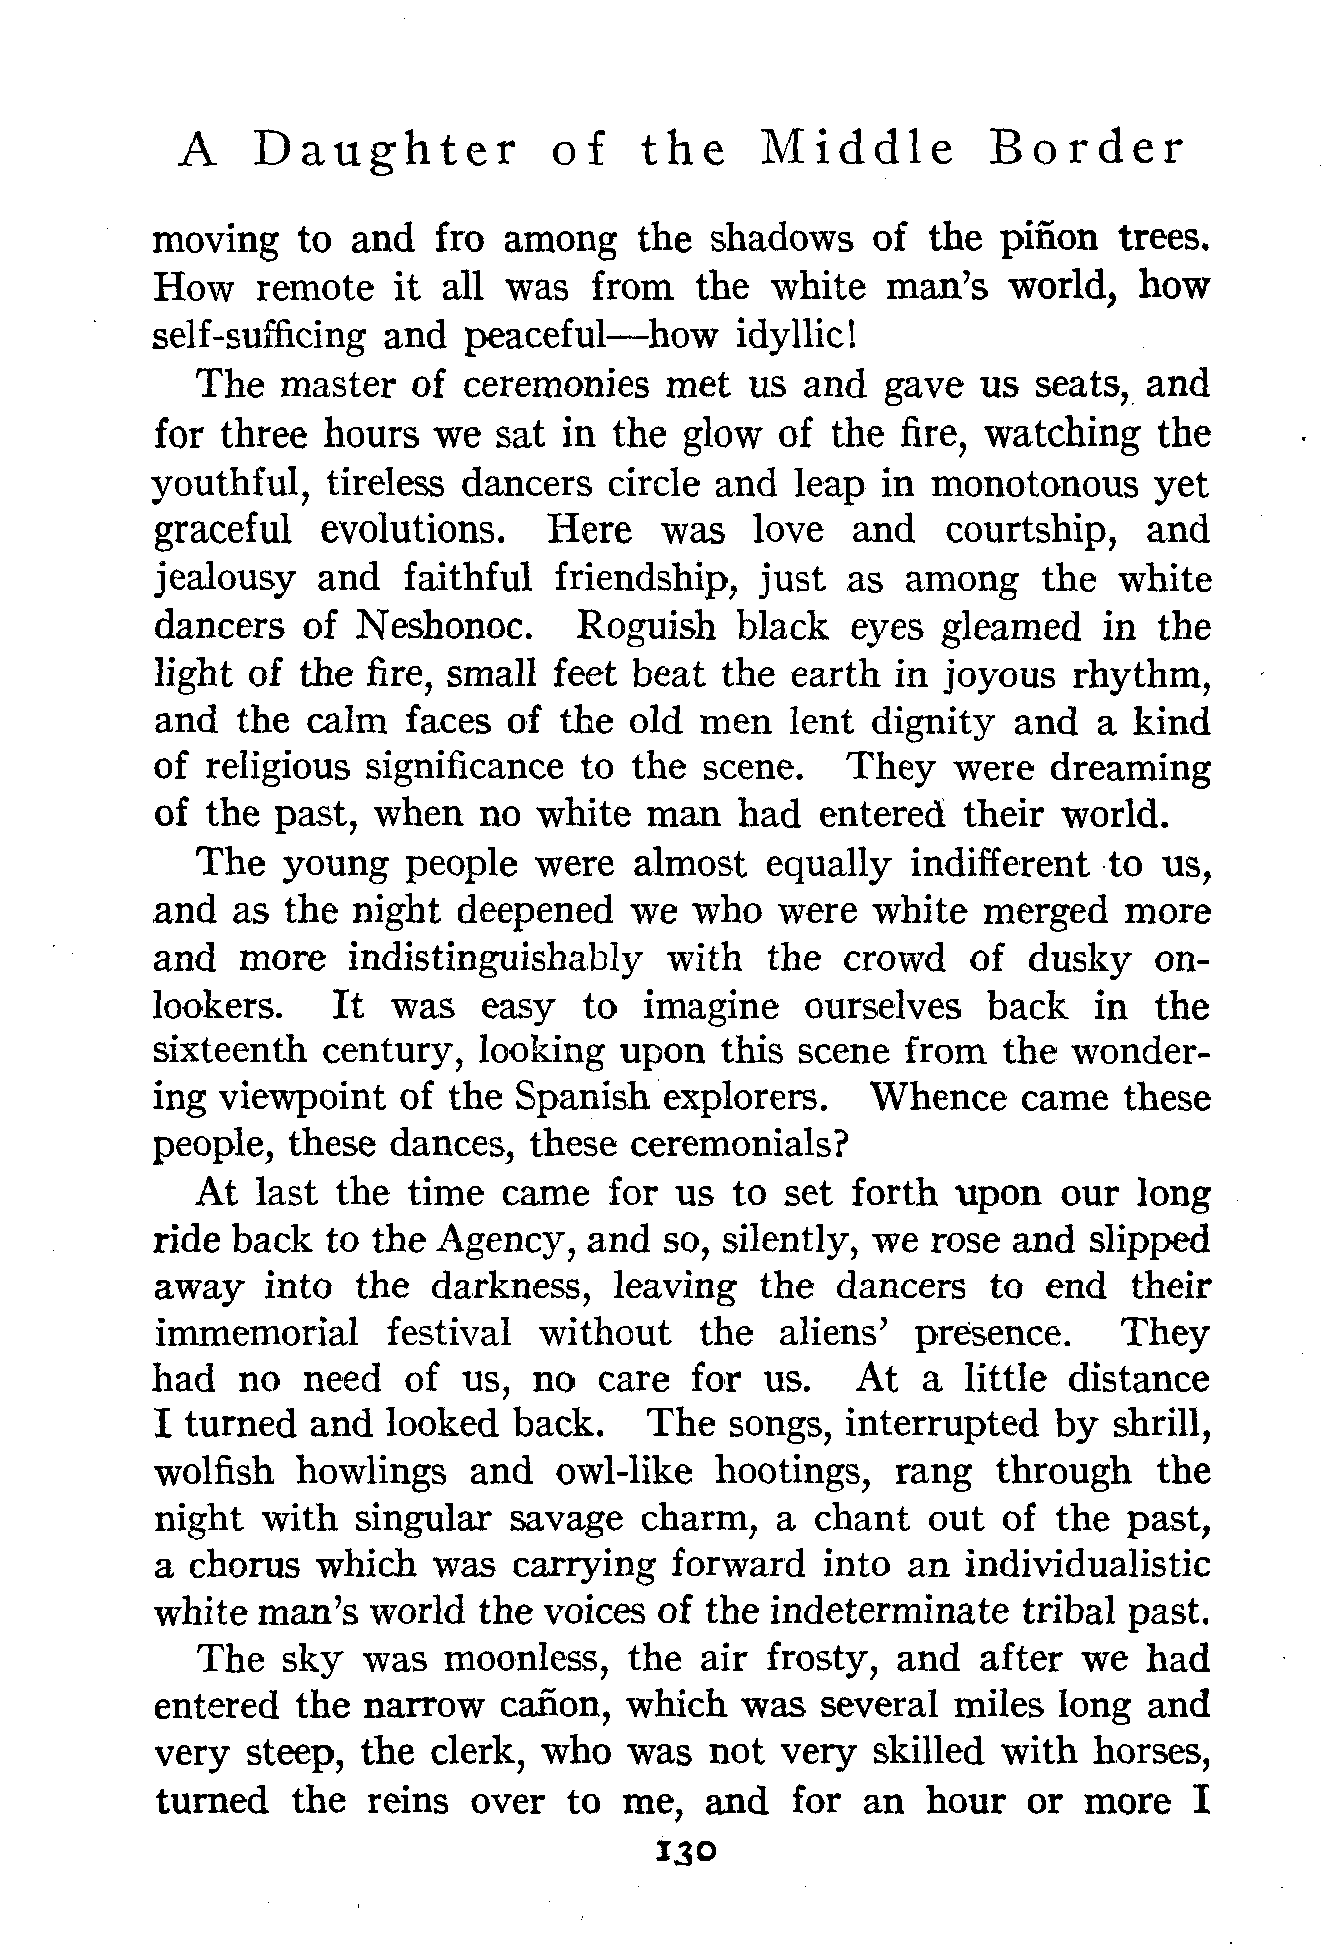 A Daughter of the Middle Border
moving to and fro among the shadows of the piñon trees.
How remote it all was from the white man's world, how
self-sufficing and peaceful—how idyllic!
The master of ceremonies met us and gave us seats, and
for three hours we sat in the glow of the fire, watching the
youthful, tireless dancers circle and leap in monotonous yet
graceful evolutions. Here was love and courtship, and
jealousy and faithful friendship, just as among the white
dancers of Neshonoc. Roguish black eyes gleamed in the
light of the fire, small feet beat the earth in joyous rhythm,
and the calm faces of the old men lent dignity and a kind
of religious significance to the scene. They were dreaming
of the past, when no white man had entered their world.
The young people were almost equally indifferent to us,
and as the night deepened we who were white merged more
and more indistinguishably with the crowd of dusky on-
lookers. It was easy to imagine ourselves back in the
sixteenth century, looking upon this scene from the wonder-
ing viewpoint of the Spanish explorers. Whence came these
people, these dances, these ceremonials?
At last the time came for us to set forth upon our long
ride back to the Agency, and so, silently, we rose and slipped
away into the darkness, leaving the dancers to end their
immemorial festival without the aliens' presence. They
had no need of us, no care for us. At a little distance
I turned and looked back. The songs, interrupted by shrill,
wolfish howlings and owl-like hootings, rang through the
night with singular savage charm, a chant out of the past,
a chorus which was carrying forward into an individualistic
white man's world the voices of the indeterminate tribal past.
The sky was moonless, the air frosty, and after we had
entered the narrow cañon, which was several miles long and
very steep, the clerk, who was not very skilled with horses,
turned the reins over to me, and for an hour or more I
130